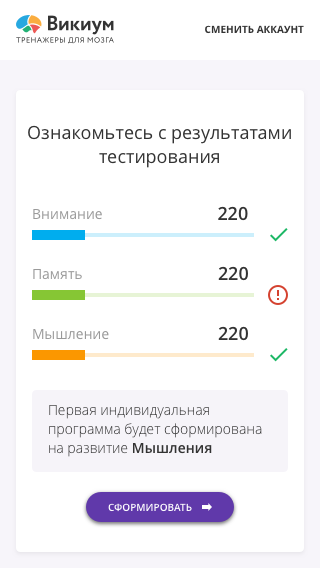 Викиум
ТРЕНАЖЕРЫ ДЛЯ МОЗГА
СМЕНИТЬ АККАУНТ
Ознакомьтесь с результатами
тестирования
Внимание 220
Память 220
Мышление 220
Первая индивидуальная
программа будет сформирована
на развитие Мышления
СФОРМИРОВАТЬ